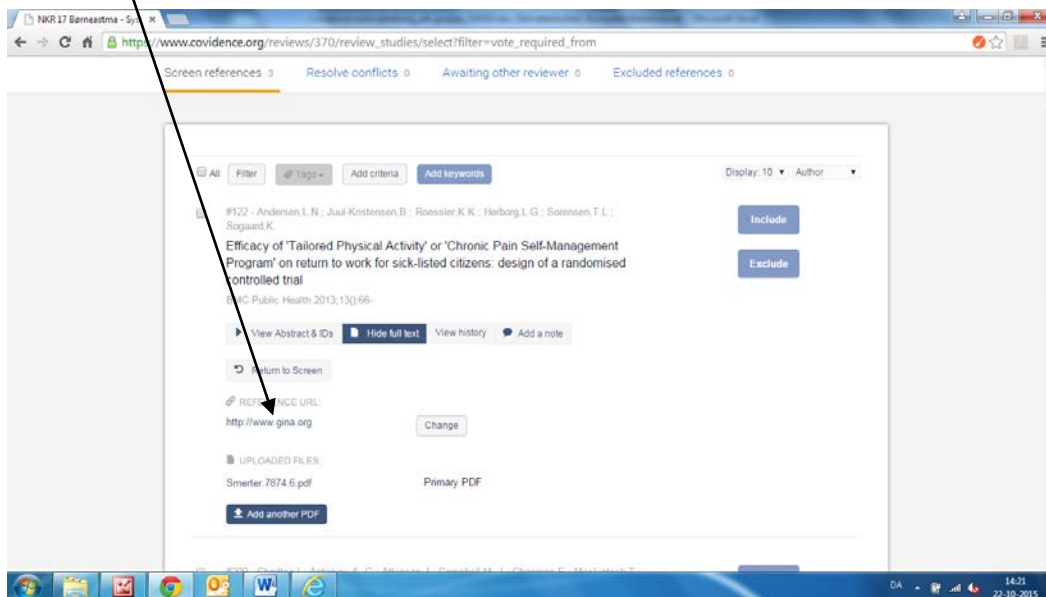 NKR 17 Børneastma - Sys
https://www.covidence.org/reviews/370/review_studies/select?filter=vote_required_from
Screen references 3 Resolve conflicts 0 Awaiting other reviewer 0 Excluded references 0
All Filter Tags Add criteria Add keywords Display: 10 Author
#122 - Andersen,L.N.; Juul-Kristensen,B.; Roessler,K.K.; Herborg,L.G.; Sorensen,T.L.;
Sogaard,K.
Include
Efficacy of 'Tailored Physical Activity' or 'Chronic Pain Self-Management
Program' on return to work for sick-listed citizens: design of a randomised
controlled trial
Exclude
BMC Public Health 2013;13():66-
View Abstract & IDs Hide full text View history Add a note
Return to Screen
REFERENCE URL:
http://www.gina.org Change
UPLOADED FILES:
Smerter.7874.6.pdf Primary PDF
Add another PDF
DA 14:21
22-10-2015